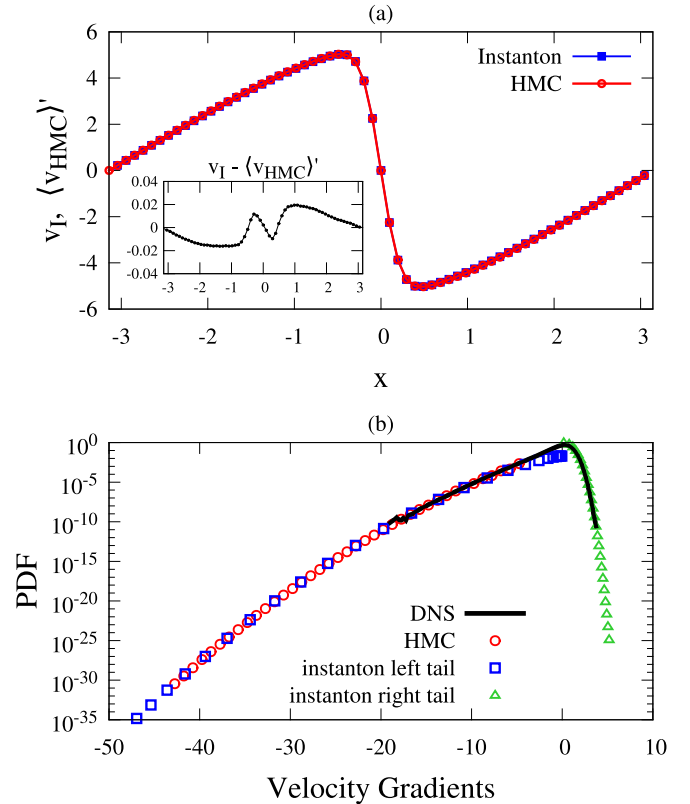 (a)
v_I, ⟨v_HMC⟩'
6
4
2
0
-2
-4
-6
Instanton
HMC
v_I - ⟨v_HMC⟩'
0.04
0.02
0
-0.02
-0.04
-3 -2 -1 0 1 2 3
-3 -2 -1 0 1 2 3
x
(b)
PDF
10^0
10^-5
10^-10
10^-15
10^-20
10^-25
10^-30
10^-35
DNS
HMC
instanton left tail
instanton right tail
-50 -40 -30 -20 -10 0 10
Velocity Gradients